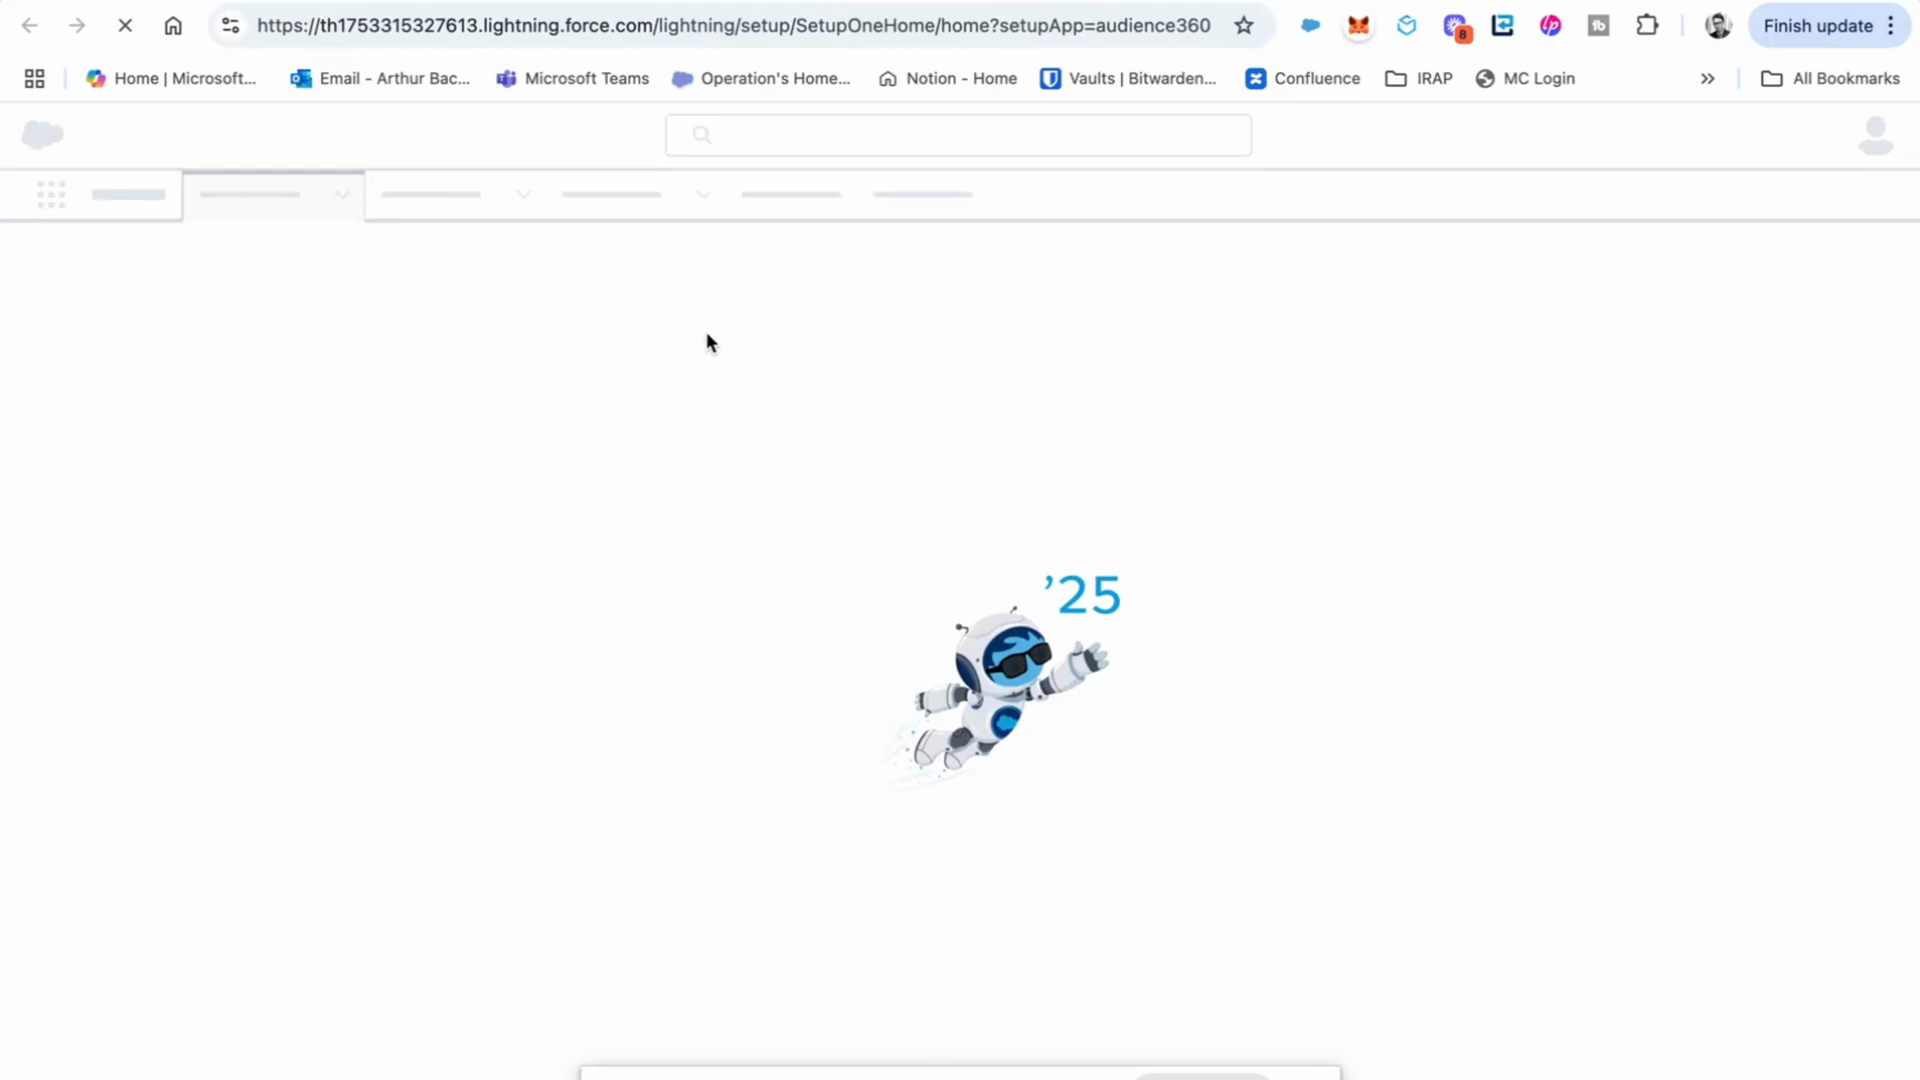 https://th1753315327613.lightning.force.com/lightning/setup/SetupOneHome/home?setupApp=audience360
8
Finish update
Home | Microsoft...
Email - Arthur Bac...
Microsoft Teams
Operation's Home...
Notion - Home
Vaults | Bitwarden...
Confluence
IRAP
MC Login
»
All Bookmarks
’25